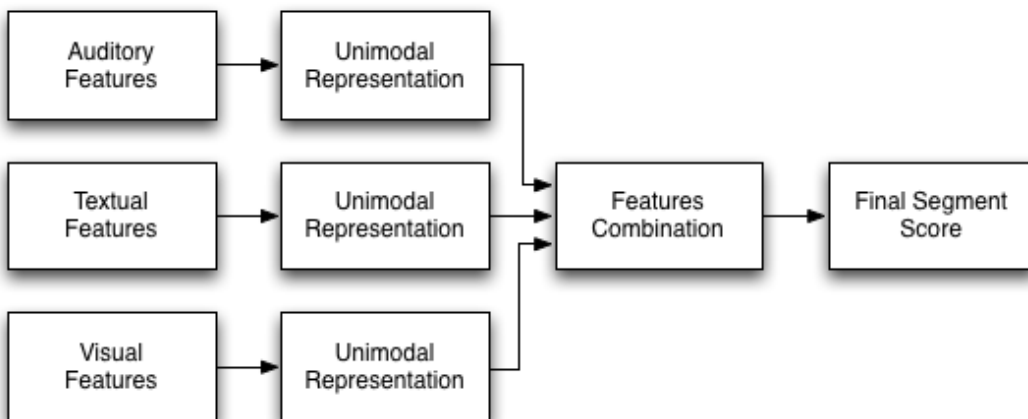 Auditory
Features
Unimodal
Representation
Textual
Features
Unimodal
Representation
Features
Combination
Final Segment
Score
Visual
Features
Unimodal
Representation